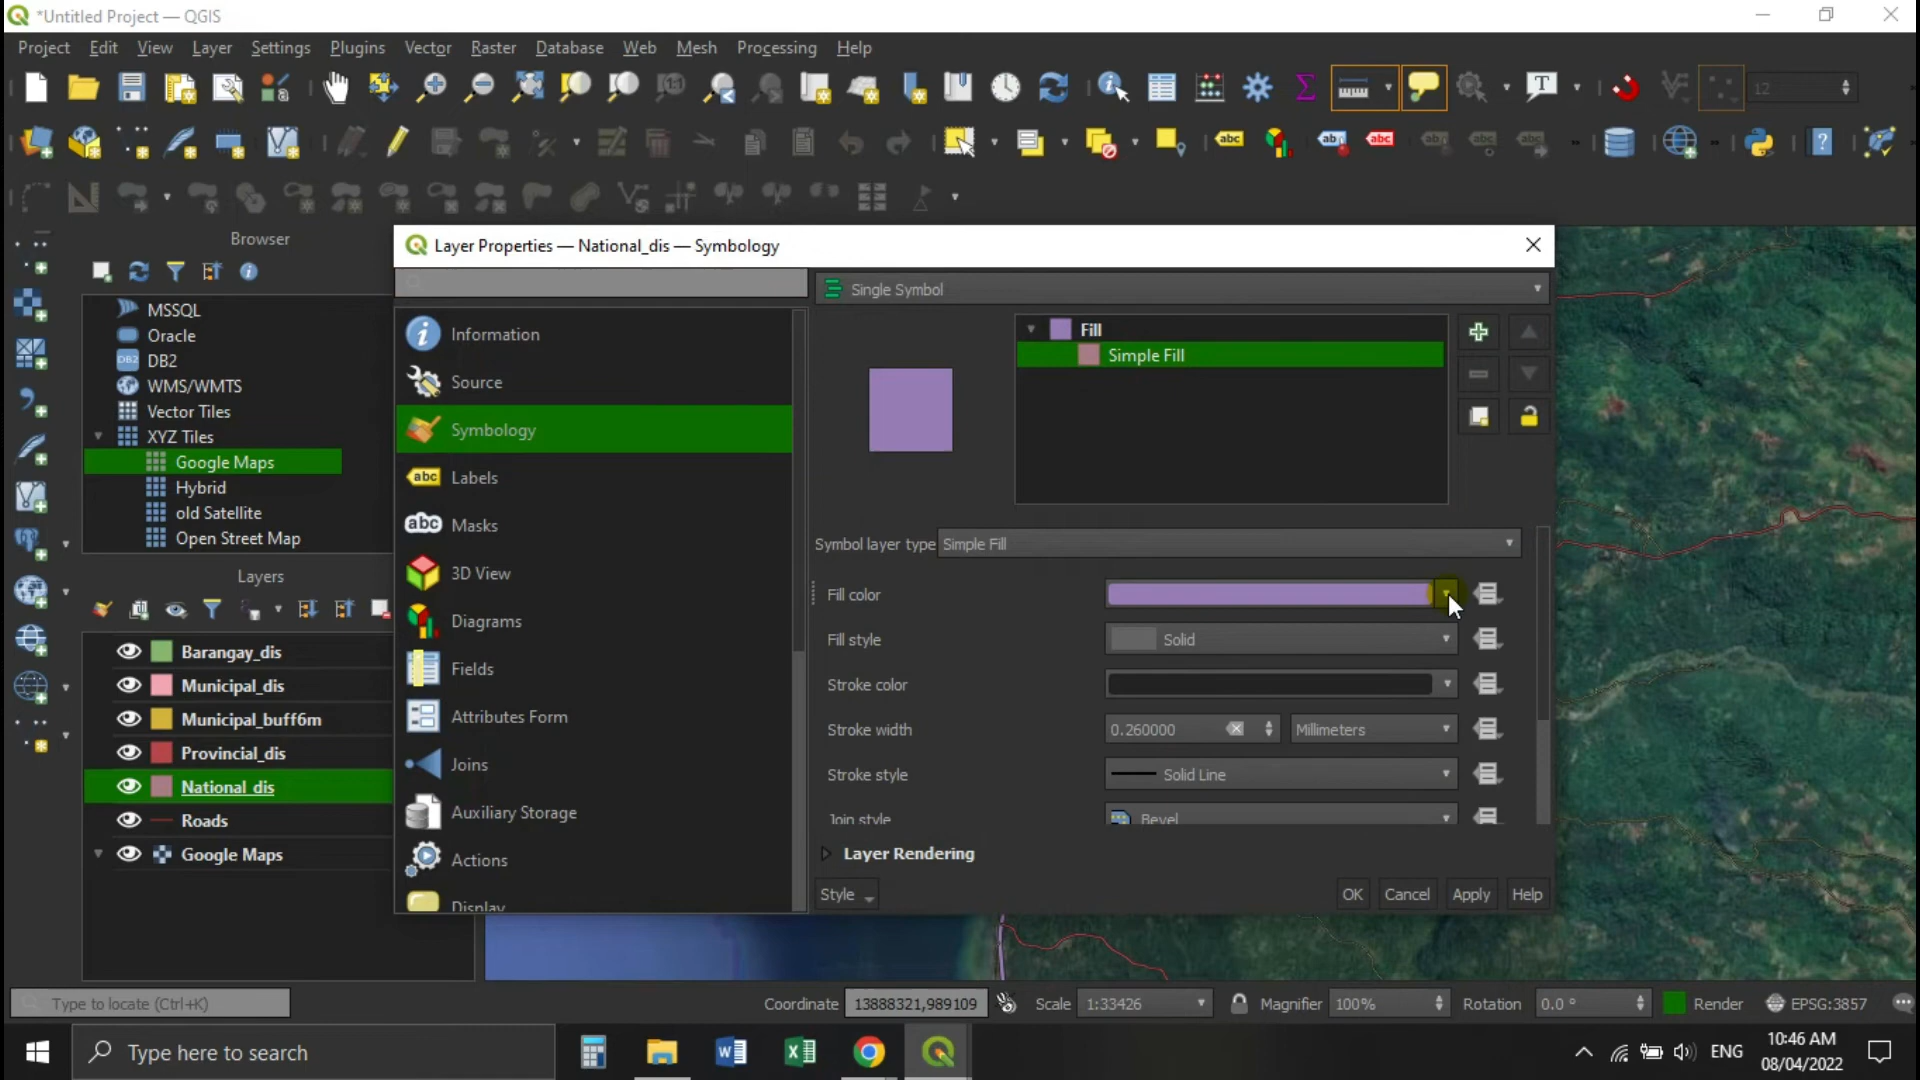 *Untitled Project — QGIS
Project Edit View Layer Settings Plugins Vector Raster Database Web Mesh Processing Help
12
Browser
MSSQL
Oracle
DB2
WMS/WMTS
Vector Tiles
XYZ Tiles
Google Maps
Hybrid
old Satellite
Open Street Map
Layers
Barangay_dis
Municipal_dis
Municipal_buff6m
Provincial_dis
National_dis
Roads
Google Maps
Layer Properties — National_dis — Symbology
Information
Source
Symbology
Labels
Masks
3D View
Diagrams
Fields
Attributes Form
Joins
Auxiliary Storage
Actions
Display
Single Symbol
Fill
Simple Fill
Symbol layer type Simple Fill
Fill color
Fill style Solid
Stroke color
Stroke width 0.260000 Millimeters
Stroke style Solid Line
Join style Bevel
Layer Rendering
Style OK Cancel Apply Help
Type to locate (Ctrl+K) Coordinate 13888321,989109 Scale 1:33426 Magnifier 100% Rotation 0.0 ° Render EPSG:3857
Type here to search
ENG
10:46 AM
08/04/2022